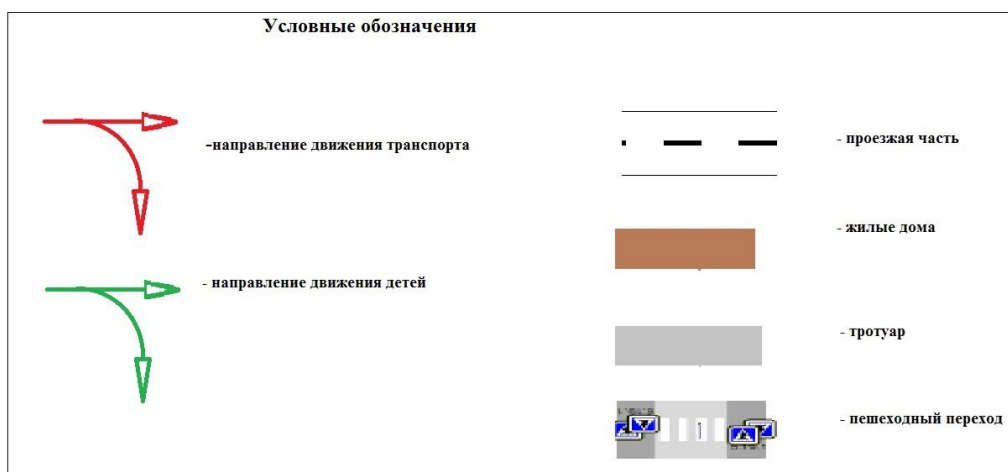 Условные обозначения
-направление движения транспорта
- проезжая часть
- жилые дома
- направление движения детей
- тротуар
- пешеходный переход